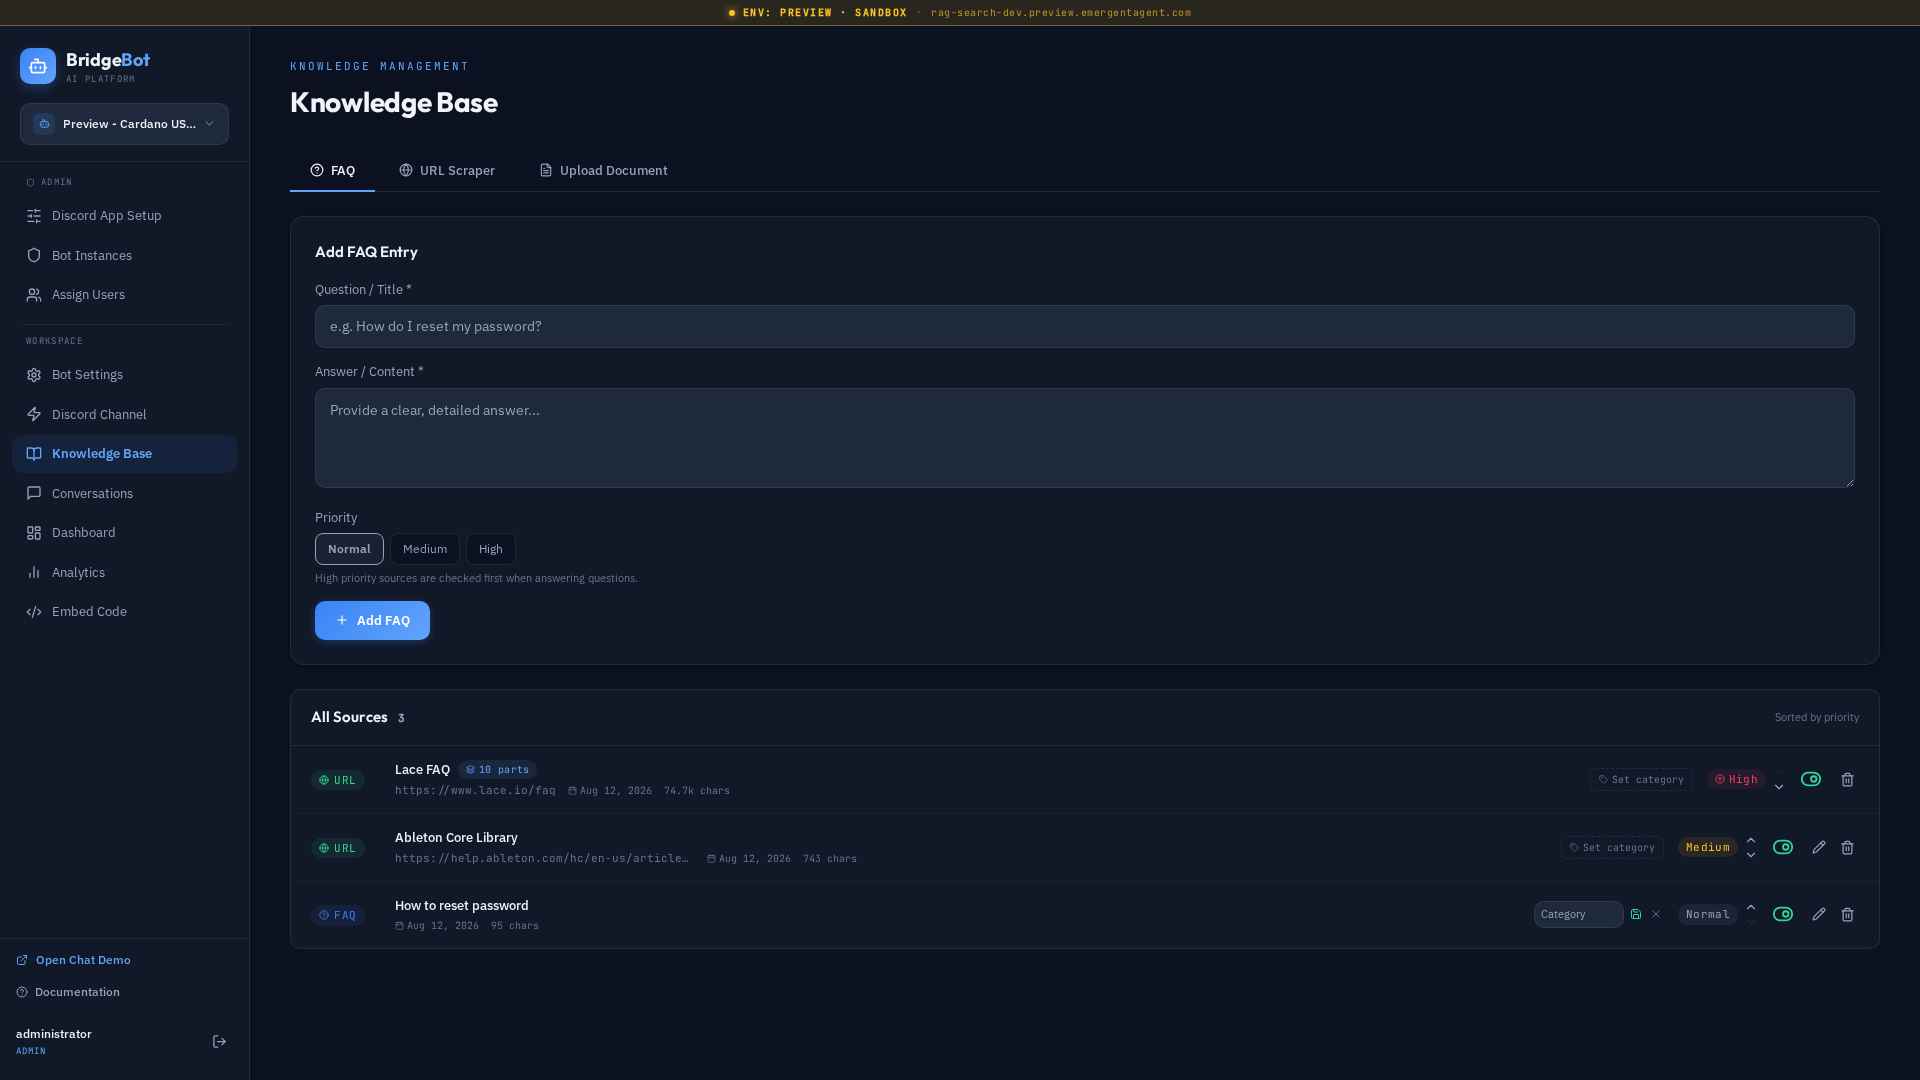 ENV: PREVIEW · SANDBOX · rag-search-dev.preview.emergentagent.com
BridgeBot
AI PLATFORM
Preview - Cardano US...
ADMIN
Discord App Setup
Bot Instances
Assign Users
WORKSPACE
Bot Settings
Discord Channel
Knowledge Base
Conversations
Dashboard
Analytics
Embed Code
Open Chat Demo
Documentation
administrator
ADMIN
KNOWLEDGE MANAGEMENT
Knowledge Base
FAQ URL Scraper Upload Document
Add FAQ Entry
Question / Title *
e.g. How do I reset my password?
Answer / Content *
Provide a clear, detailed answer...
Priority
Normal Medium High
High priority sources are checked first when answering questions.
+ Add FAQ
All Sources 3 Sorted by priority
URL Lace FAQ 10 parts Set category High
https://www.lace.io/faq Aug 12, 2026 74.7k chars
URL Ableton Core Library Set category Medium
https://help.ableton.com/hc/en-us/article… Aug 12, 2026 743 chars
FAQ How to reset password Category Normal
Aug 12, 2026 95 chars